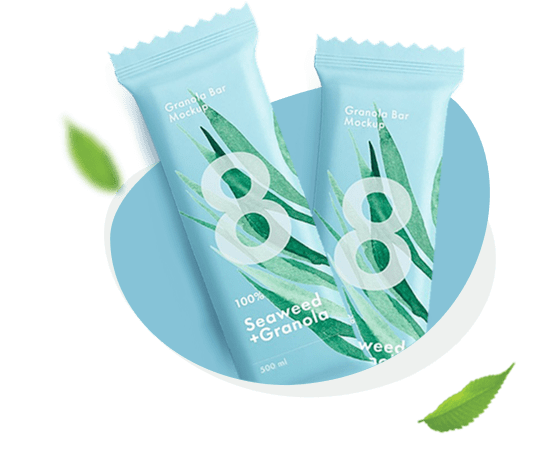 Granola Bar
Mockup
8
100%
Seaweed
+Granola
500 ml
Granola Bar
Mockup
8
weed